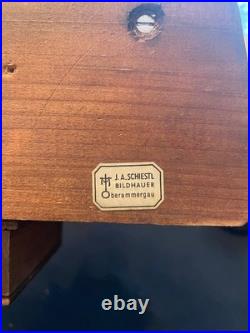 J. A. SCHIESTL
BILDHAUER
Oberammergau